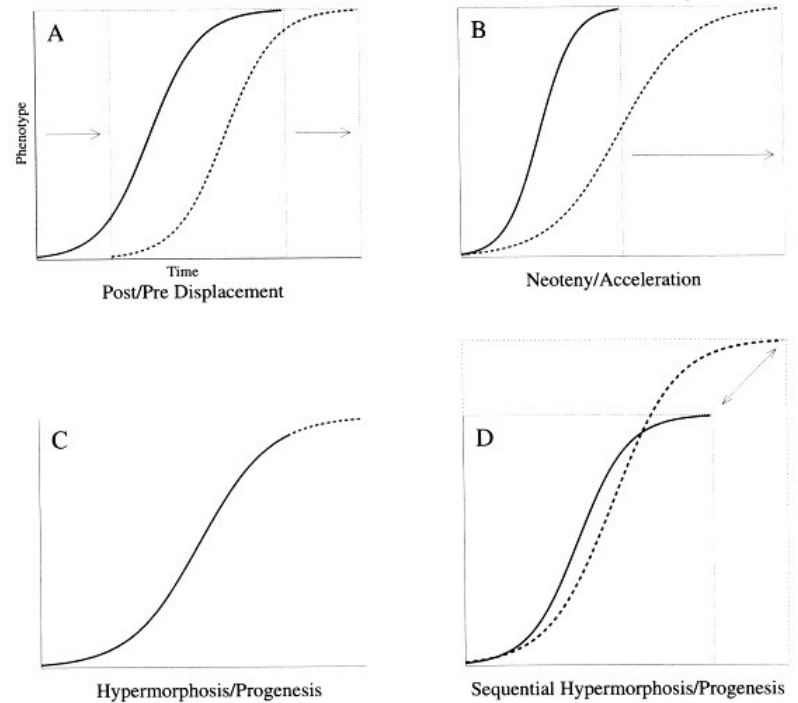 A
Phenotype
Time
Post/Pre Displacement
B
Neoteny/Acceleration
C
Hypermorphosis/Progenesis
D
Sequential Hypermorphosis/Progenesis